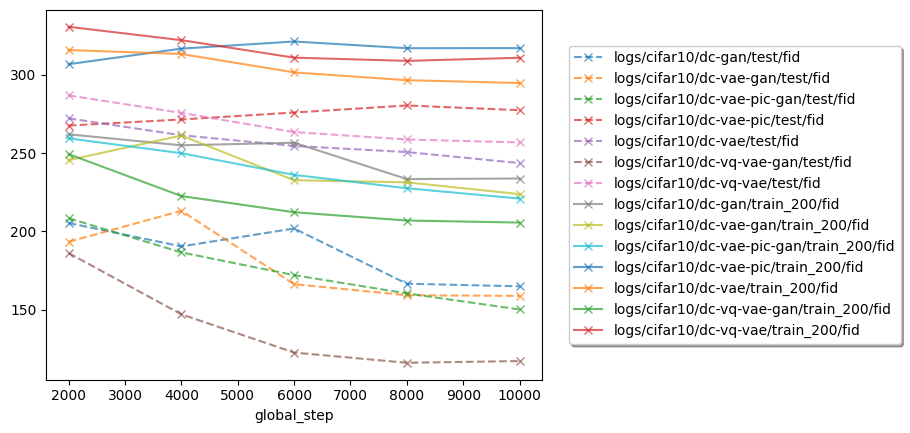 300
250
200
150
2000 3000 4000 5000 6000 7000 8000 9000 10000
global_step
logs/cifar10/dc-gan/test/fid
logs/cifar10/dc-vae-gan/test/fid
logs/cifar10/dc-vae-pic-gan/test/fid
logs/cifar10/dc-vae-pic/test/fid
logs/cifar10/dc-vae/test/fid
logs/cifar10/dc-vq-vae-gan/test/fid
logs/cifar10/dc-vq-vae/test/fid
logs/cifar10/dc-gan/train_200/fid
logs/cifar10/dc-vae-gan/train_200/fid
logs/cifar10/dc-vae-pic-gan/train_200/fid
logs/cifar10/dc-vae-pic/train_200/fid
logs/cifar10/dc-vae/train_200/fid
logs/cifar10/dc-vq-vae-gan/train_200/fid
logs/cifar10/dc-vq-vae/train_200/fid